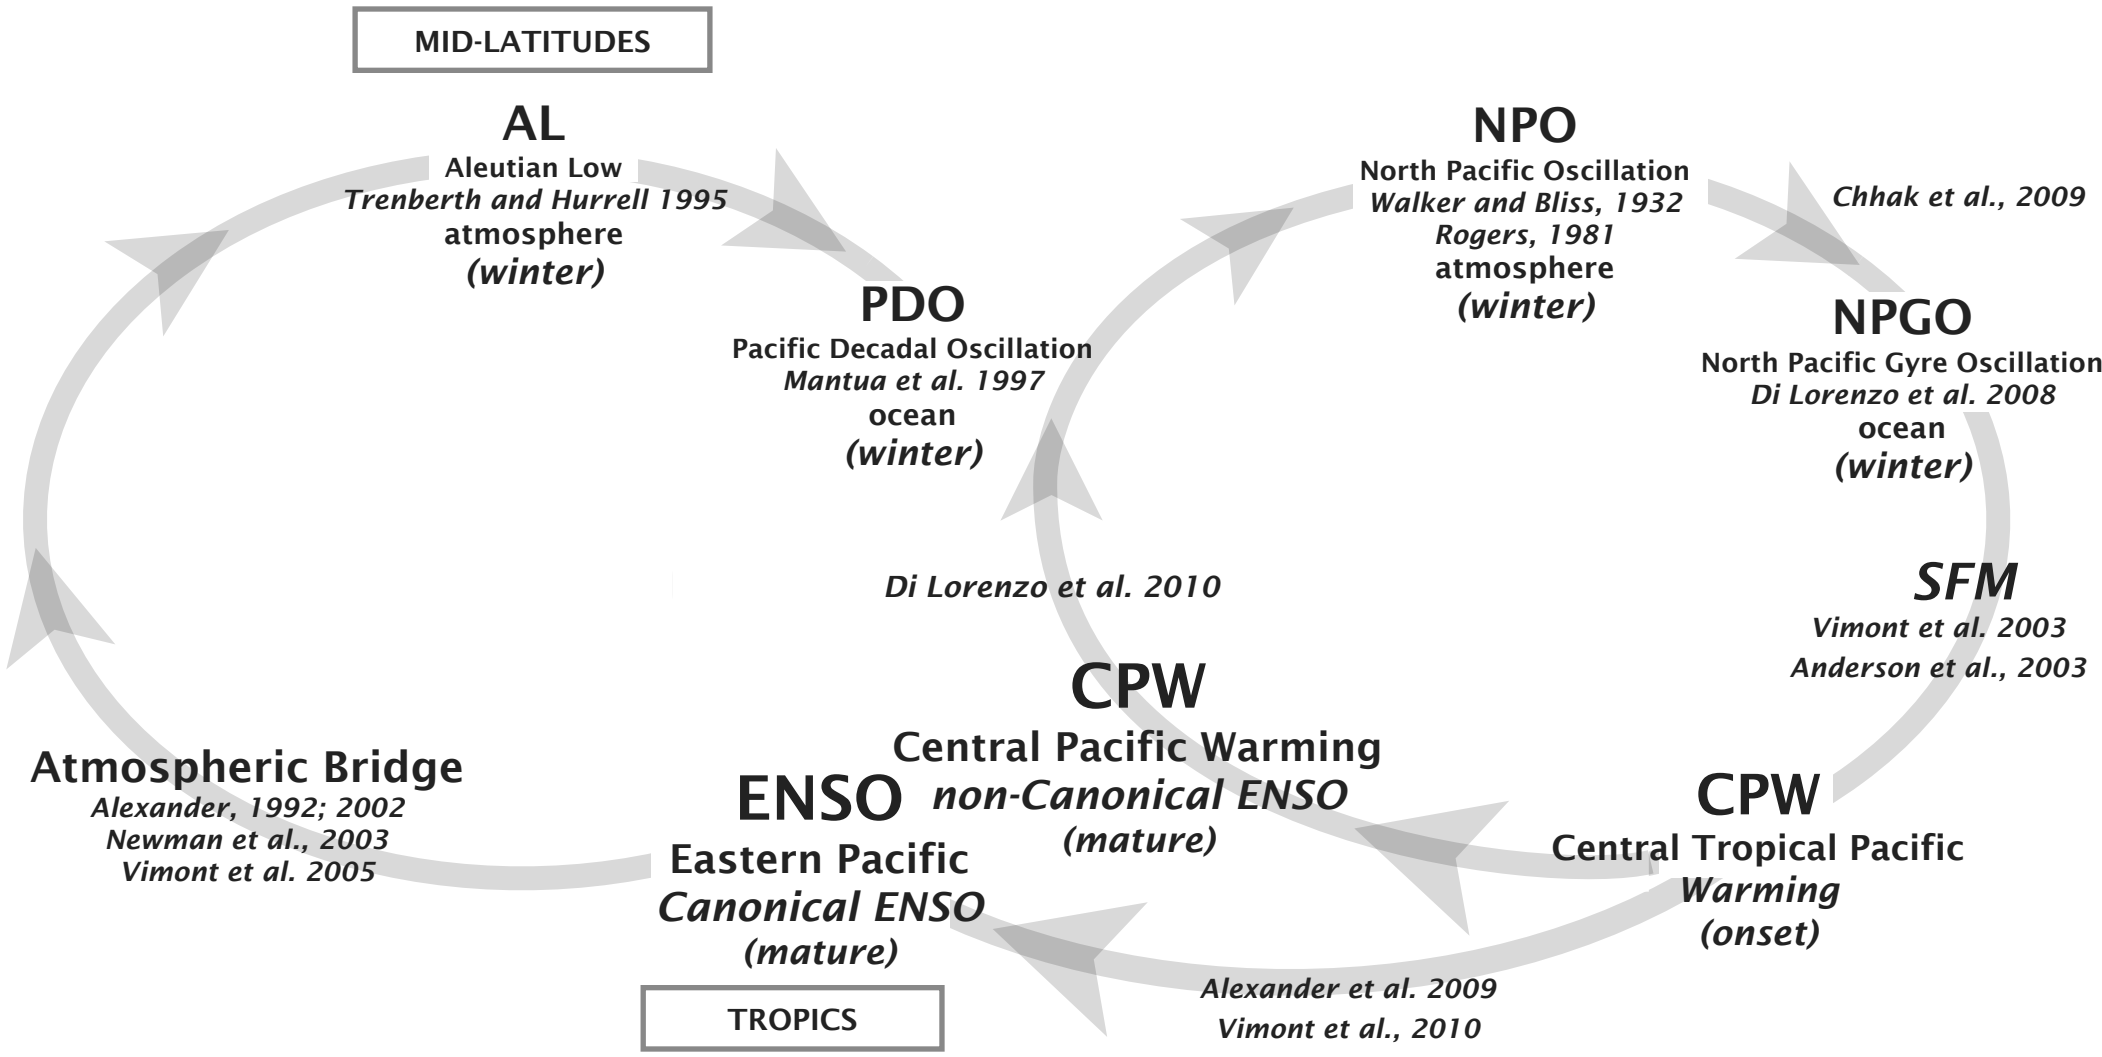 MID-LATITUDES
AL
Aleutian Low
Trenberth and Hurrell 1995
atmosphere
(winter)
PDO
Pacific Decadal Oscillation
Mantua et al. 1997
ocean
(winter)
NPO
North Pacific Oscillation
Walker and Bliss, 1932
Rogers, 1981
atmosphere
(winter)
Chhak et al., 2009
NPGO
North Pacific Gyre Oscillation
Di Lorenzo et al. 2008
ocean
(winter)
Di Lorenzo et al. 2010
SFM
Vimont et al. 2003
Anderson et al., 2003
CPW
Central Pacific Warming
non-Canonical ENSO
(mature)
Atmospheric Bridge
Alexander, 1992; 2002
Newman et al., 2003
Vimont et al. 2005
ENSO
Eastern Pacific
Canonical ENSO
(mature)
CPW
Central Tropical Pacific
Warming
(onset)
Alexander et al. 2009
Vimont et al., 2010
TROPICS